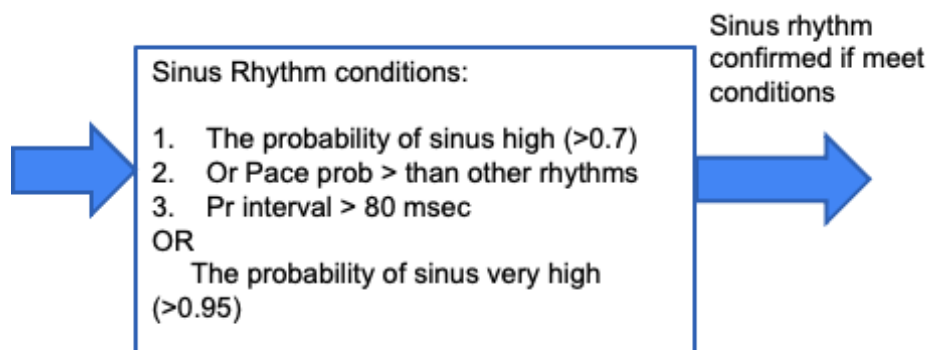 Sinus rhythm
confirmed if meet
conditions
Sinus Rhythm conditions:
1. The probability of sinus high (>0.7)
2. Or Pace prob > than other rhythms
3. Pr interval > 80 msec
OR
The probability of sinus very high
(>0.95)